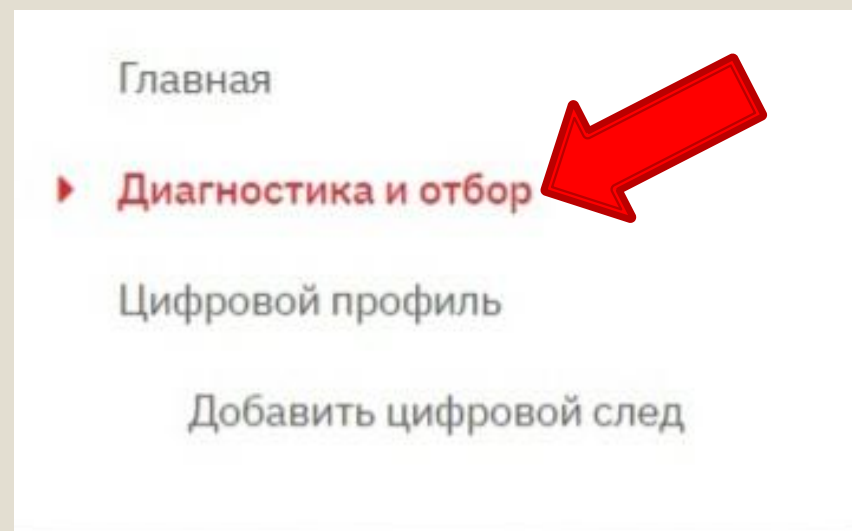 Главная
Диагностика и отбор
Цифровой профиль
Добавить цифровой след